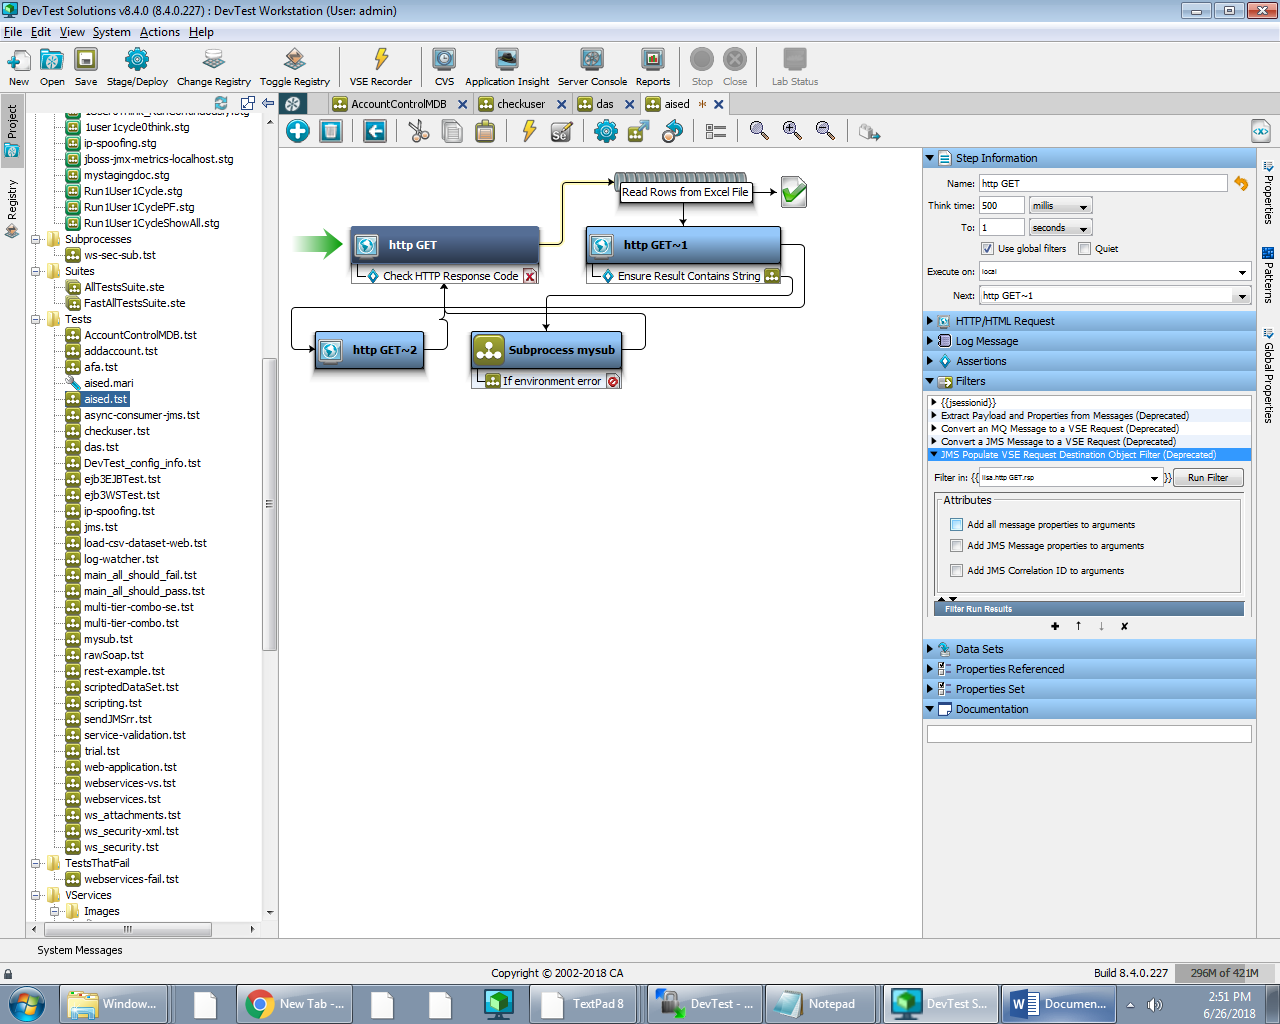 DevTest Solutions v8.4.0 (8.4.0.227) : DevTest Workstation (User: admin)
File Edit View System Actions Help
New Open Save Stage/Deploy Change Registry Toggle Registry VSE Recorder CVS Application Insight Server Console Reports Stop Close Lab Status
Project
Registry
1user1cycle0think.stg
ip-spoofing.stg
jboss-jmx-metrics-localhost.stg
mystagingdoc.stg
Run1User1Cycle.stg
Run1User1CyclePF.stg
Run1User1CycleShowAll.stg
Subprocesses
ws-sec-sub.tst
Suites
AllTestsSuite.ste
FastAllTestsSuite.ste
Tests
AccountControlMDB.tst
addaccount.tst
afa.tst
aised.mari
aised.tst
async-consumer-jms.tst
checkuser.tst
das.tst
DevTest_config_info.tst
ejb3EJBTest.tst
ejb3WSTest.tst
ip-spoofing.tst
jms.tst
load-csv-dataset-web.tst
log-watcher.tst
main_all_should_fail.tst
main_all_should_pass.tst
multi-tier-combo-se.tst
multi-tier-combo.tst
mysub.tst
rawSoap.tst
rest-example.tst
scriptedDataSet.tst
scripting.tst
sendJMSrr.tst
service-validation.tst
trial.tst
web-application.tst
webservices-vs.tst
webservices.tst
ws_attachments.tst
ws_security-xml.tst
ws_security.tst
TestsThatFail
webservices-fail.tst
VServices
Images
AccountControlMDB checkuser das aised
Read Rows from Excel File
http GET
Check HTTP Response Code
http GET~1
Ensure Result Contains String
http GET~2
Subprocess mysub
If environment error
Step Information
Name: http GET
Think time: 500 millis
To: 1 seconds
Use global filters Quiet
Execute on: local
Next: http GET~1
HTTP/HTML Request
Log Message
Assertions
Filters
{{jsessionid}}
Extract Payload and Properties from Messages (Deprecated)
Convert an MQ Message to a VSE Request (Deprecated)
Convert a JMS Message to a VSE Request (Deprecated)
JMS Populate VSE Request Destination Object Filter (Deprecated)
Filter in: {{ lisa.http GET.rsp }} Run Filter
Attributes
Add all message properties to arguments
Add JMS Message properties to arguments
Add JMS Correlation ID to arguments
Filter Run Results
Data Sets
Properties Referenced
Properties Set
Documentation
Properties
Patterns
Global Properties
System Messages
Copyright © 2002-2018 CA
Build 8.4.0.227 296M of 421M
Window... New Tab -... TextPad 8 DevTest - ... Notepad DevTest S... Documen...
2:51 PM
6/26/2018